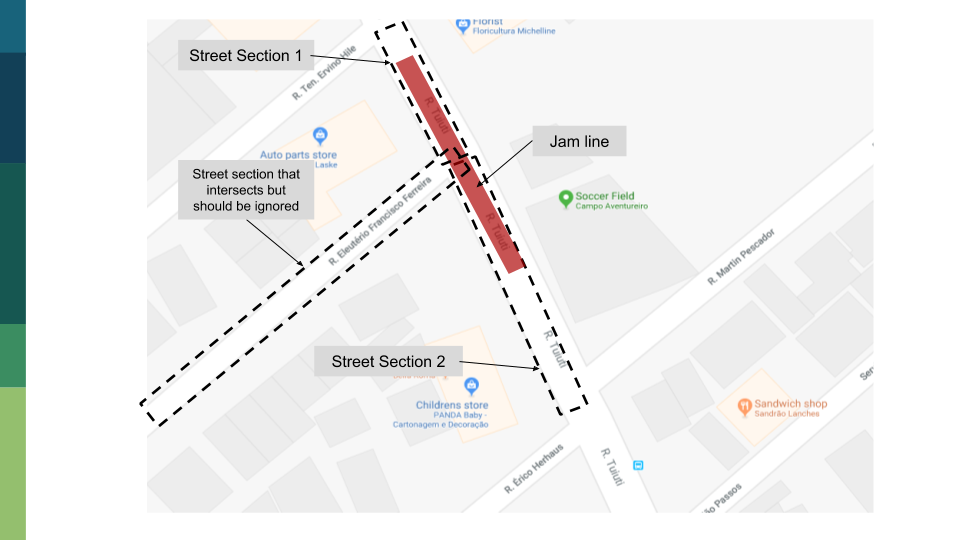 Florist
Floricultura Michelline
Street Section 1
R. Ten. Ervino Hile
R. Tuiuti
Jam line
Auto parts store
Laske
Street section that
intersects but
should be ignored
R. Eleutério Francisco Ferreira
Soccer Field
Campo Aventureiro
R. Tuiuti
R. Martin Pescador
R. Tuiuti
Street Section 2
Childrens store
PANDA Baby -
Cartonagem e Decoração
Sandwich shop
Sandrão Lanches
R. Érico Herhaus
R. Tuiuti
ão Passos